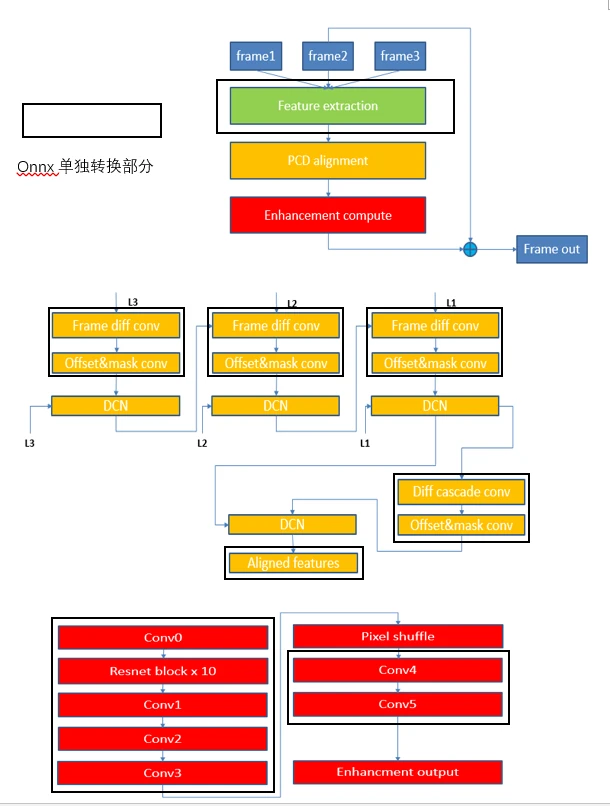 frame1 frame2 frame3
Feature extraction
Onnx 单独转换部分
PCD alignment
Enhancement compute
Frame out
L3 L2 L1
Frame diff conv Frame diff conv Frame diff conv
Offset&mask conv Offset&mask conv Offset&mask conv
DCN DCN DCN
L3 L2 L1
Diff cascade conv
DCN Offset&mask conv
Aligned features
Conv0 Pixel shuffle
Resnet block x 10 Conv4
Conv1 Conv5
Conv2
Conv3 Enhancment output